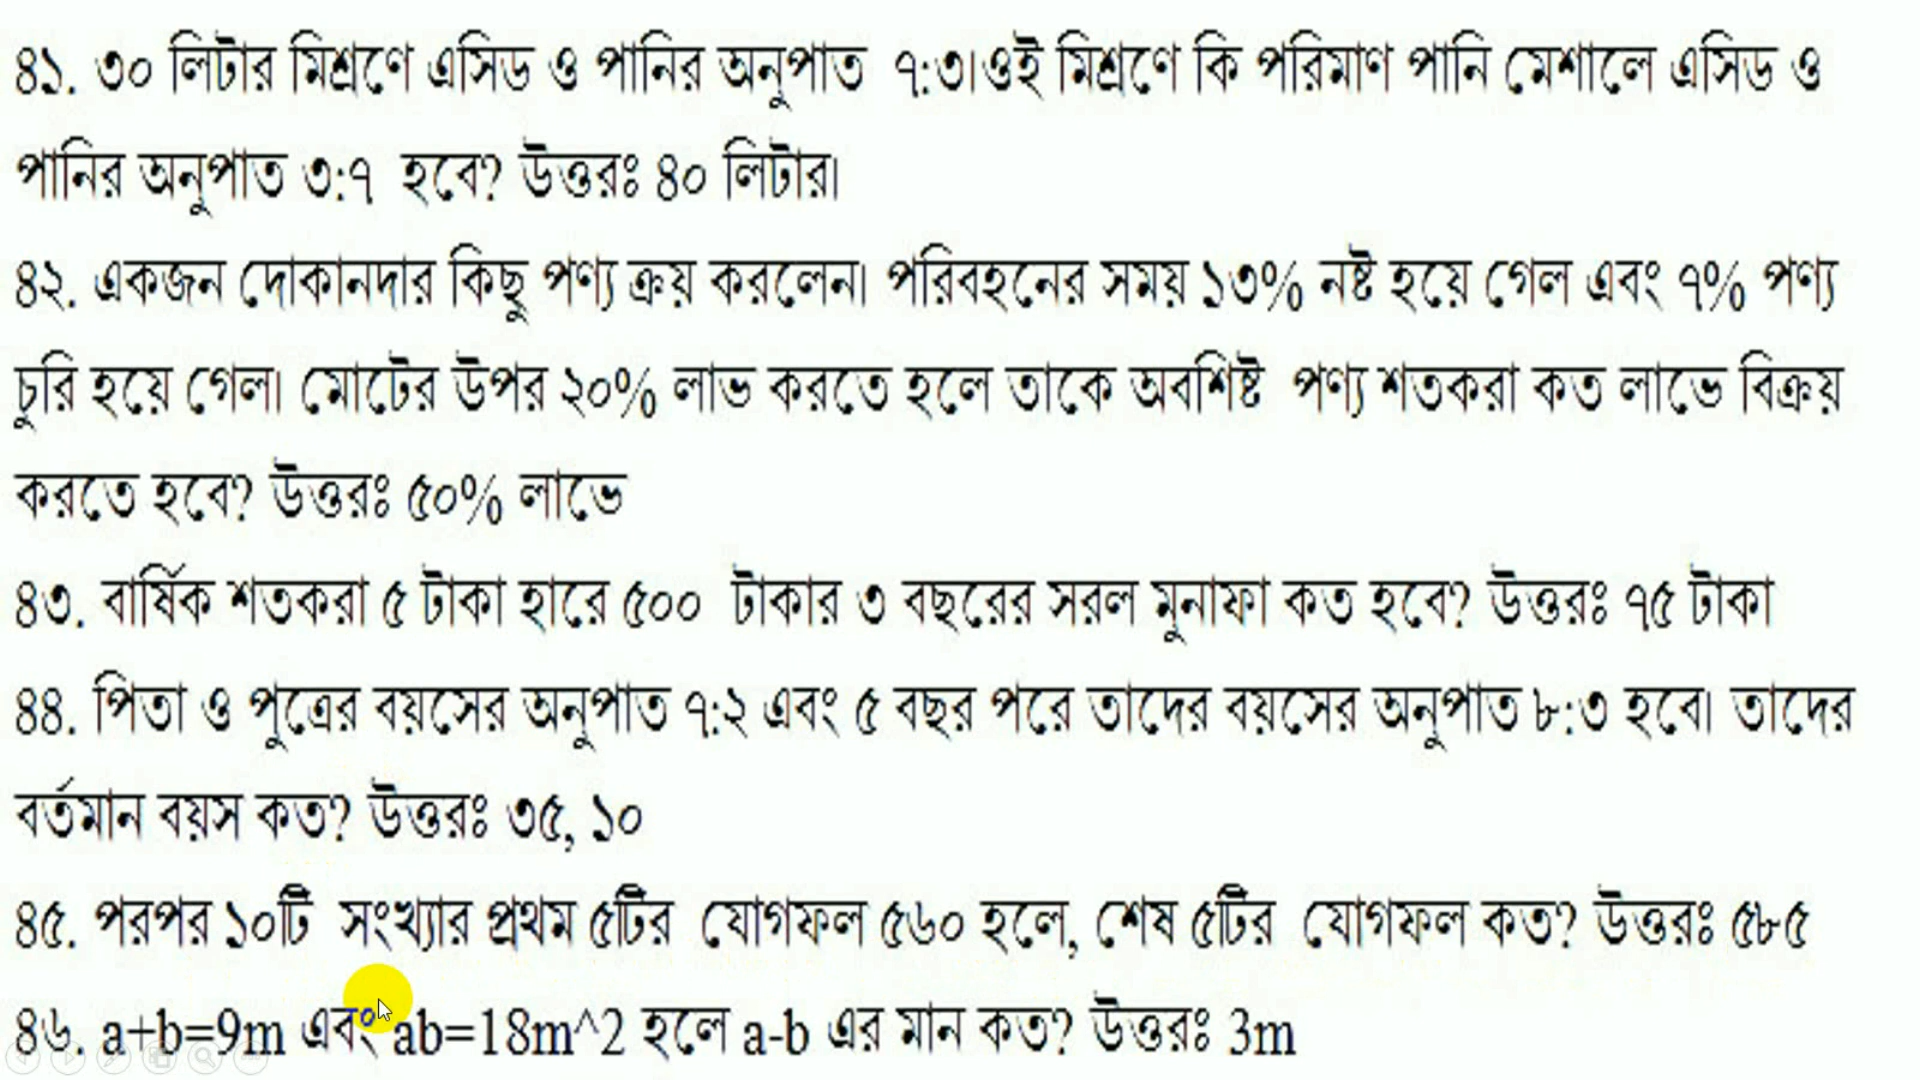 ৪১. ৩০ লিটার মিশ্রণে এসিড ও পানির অনুপাত ৭:৩।ওই মিশ্রণে কি পরিমাণ পানি মেশালে এসিড ও
পানির অনুপাত ৩:৭ হবে? উত্তরঃ ৪০ লিটার।
৪২. একজন দোকানদার কিছু পণ্য ক্রয় করলেন। পরিবহনের সময় ১৩% নষ্ট হয়ে গেল এবং ৭% পণ্য
চুরি হয়ে গেল। মোটের উপর ২০% লাভ করতে হলে তাকে অবশিষ্ট পণ্য শতকরা কত লাভে বিক্রয়
করতে হবে? উত্তরঃ ৫০% লাভে
৪৩. বার্ষিক শতকরা ৫ টাকা হারে ৫০০ টাকার ৩ বছরের সরল মুনাফা কত হবে? উত্তরঃ ৭৫ টাকা
৪৪. পিতা ও পুত্রের বয়সের অনুপাত ৭:২ এবং ৫ বছর পরে তাদের বয়সের অনুপাত ৮:৩ হবে। তাদের
বর্তমান বয়স কত? উত্তরঃ ৩৫, ১০
৪৫. পরপর ১০টি সংখ্যার প্রথম ৫টির যোগফল ৫৬০ হলে, শেষ ৫টির যোগফল কত? উত্তরঃ ৫৮৫
৪৬. a+b=9m এবং ab=18m^2 হলে a-b এর মান কত? উত্তরঃ 3m